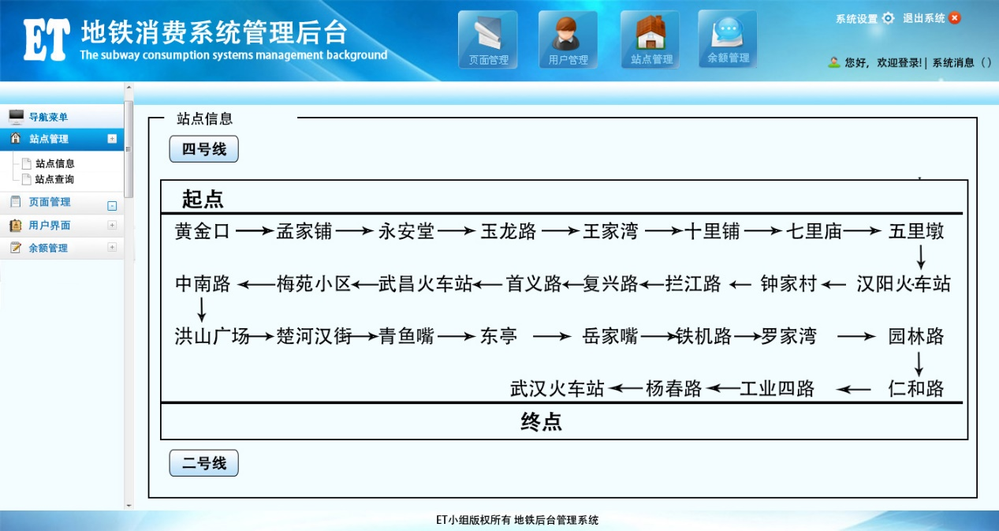 ET 地铁消费系统管理后台
The subway consumption systems management background
页面管理 用户管理 站点管理 余额管理
系统设置 退出系统
您好，欢迎登录! | 系统消息（）
导航菜单
站点管理
站点信息
站点查询
页面管理
用户界面
余额管理
站点信息
四号线
起点
黄金口 → 孟家铺 → 永安堂 → 玉龙路 → 王家湾 → 十里铺 → 七里庙 → 五里墩
中南路 ← 梅苑小区 ← 武昌火车站 ← 首义路 ← 复兴路 ← 拦江路 ← 钟家村 ← 汉阳火车站
洪山广场 → 楚河汉街 → 青鱼嘴 → 东亭 → 岳家嘴 → 铁机路 → 罗家湾 → 园林路
武汉火车站 ← 杨春路 ← 工业四路 ← 仁和路
终点
二号线
ET小组版权所有 地铁后台管理系统